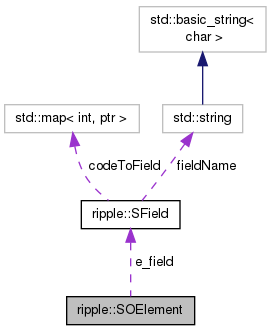 std::basic_string<
char >
std::map< int, ptr >
std::string
codeToField
fieldName
ripple::SField
e_field
ripple::SOElement